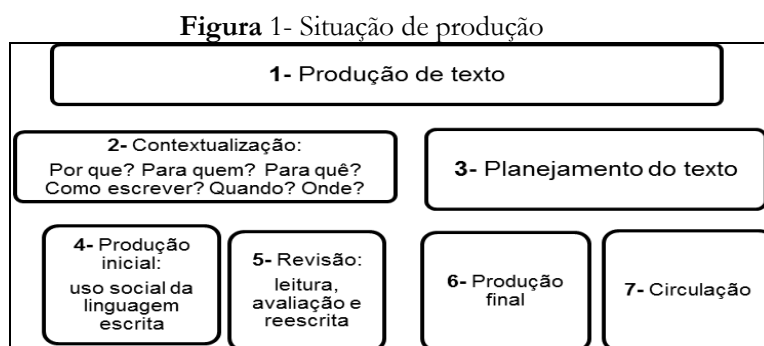 Figura 1- Situação de produção
1- Produção de texto
2- Contextualização:
Por que? Para quem? Para quê?
Como escrever? Quando? Onde?
3- Planejamento do texto
4- Produção
inicial:
uso social da
linguagem
escrita
5- Revisão:
leitura,
avaliação e
reescrita
6- Produção
final
7- Circulação